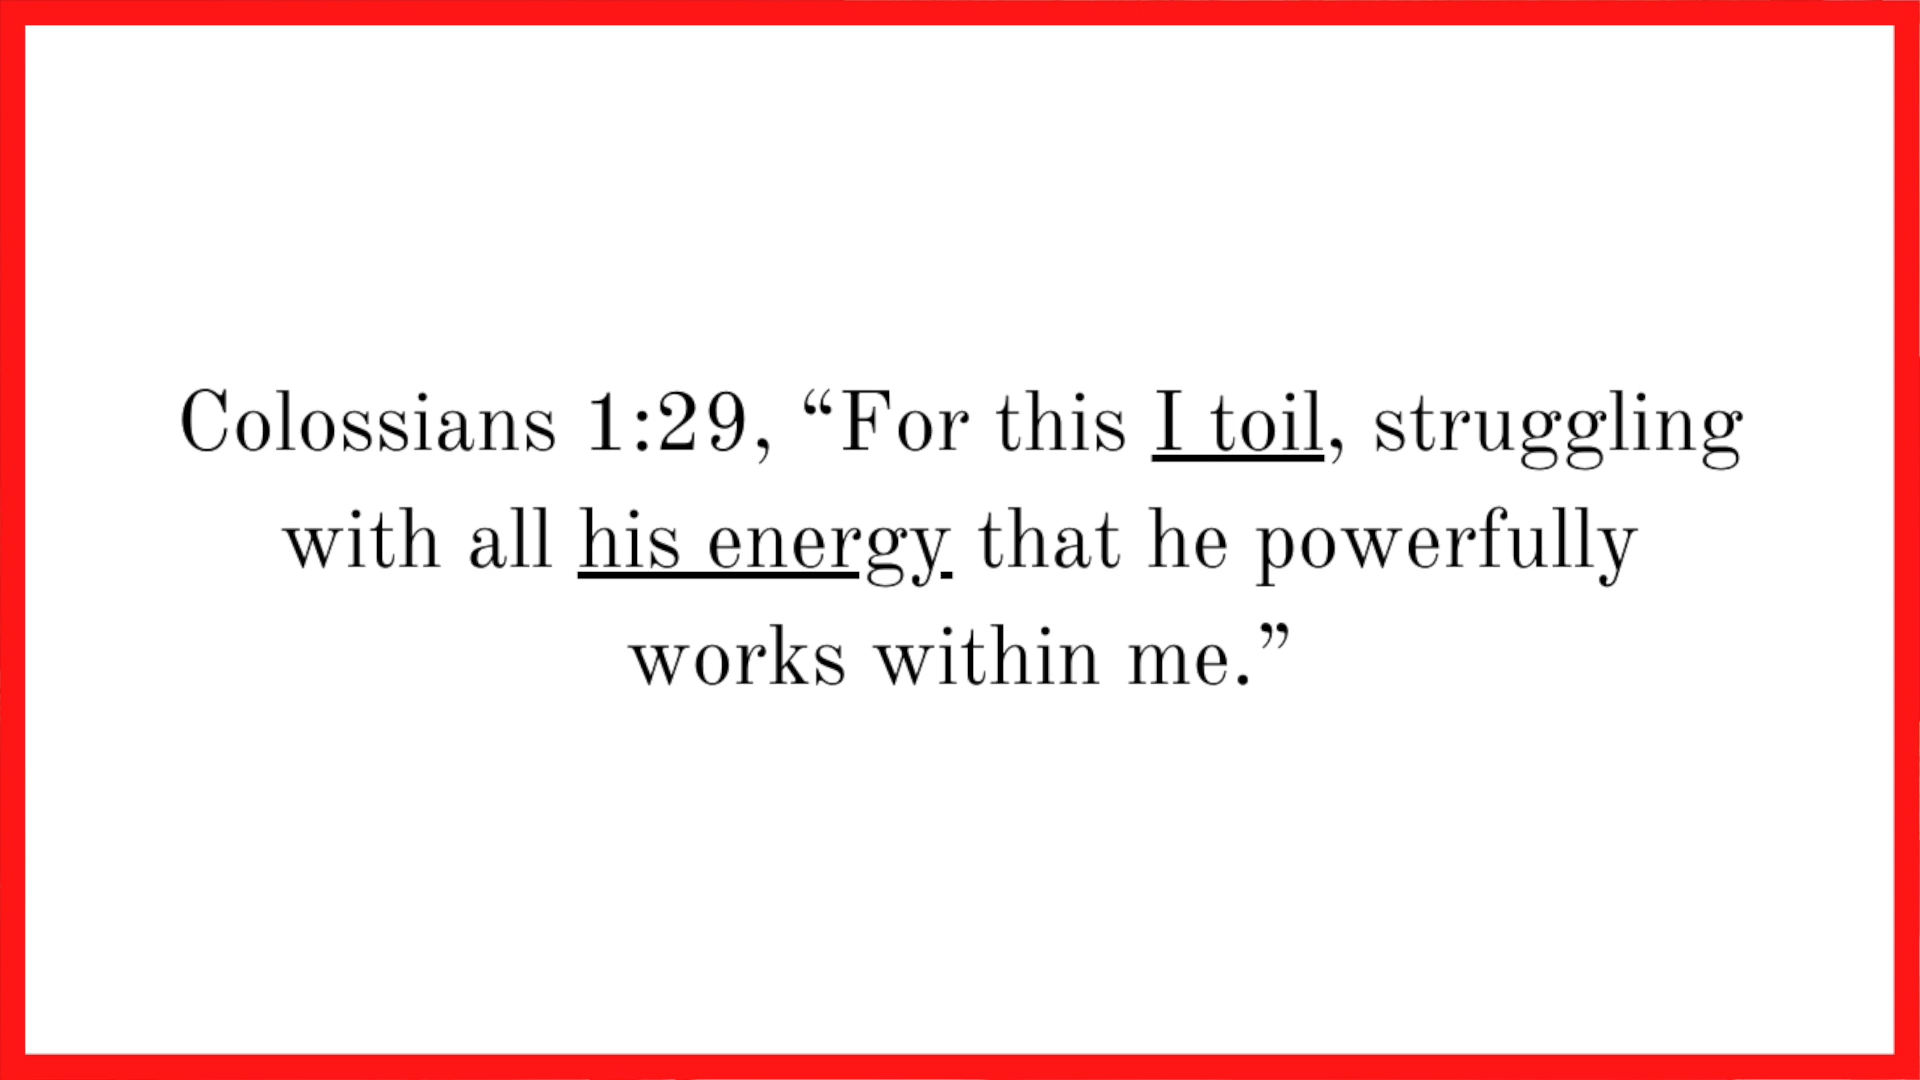 Colossians 1:29, “For this I toil, struggling
with all his energy that he powerfully
works within me.”